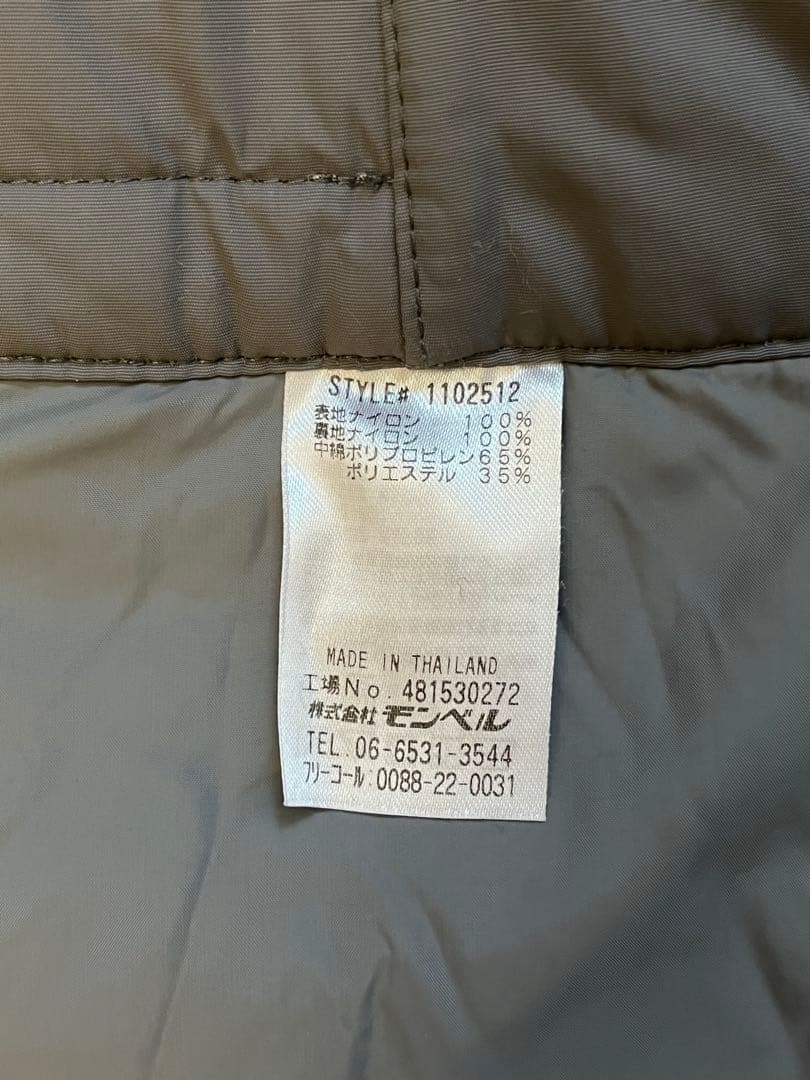 STYLE# 1102512
表地ナイロン 100%
裏地ナイロン 100%
中綿ポリプロピレン65%
ポリエステル 35%
MADE IN THAILAND
工場No. 481530272
株式会社モンベル
TEL.06-6531-3544
フリーコール:0088-22-0031